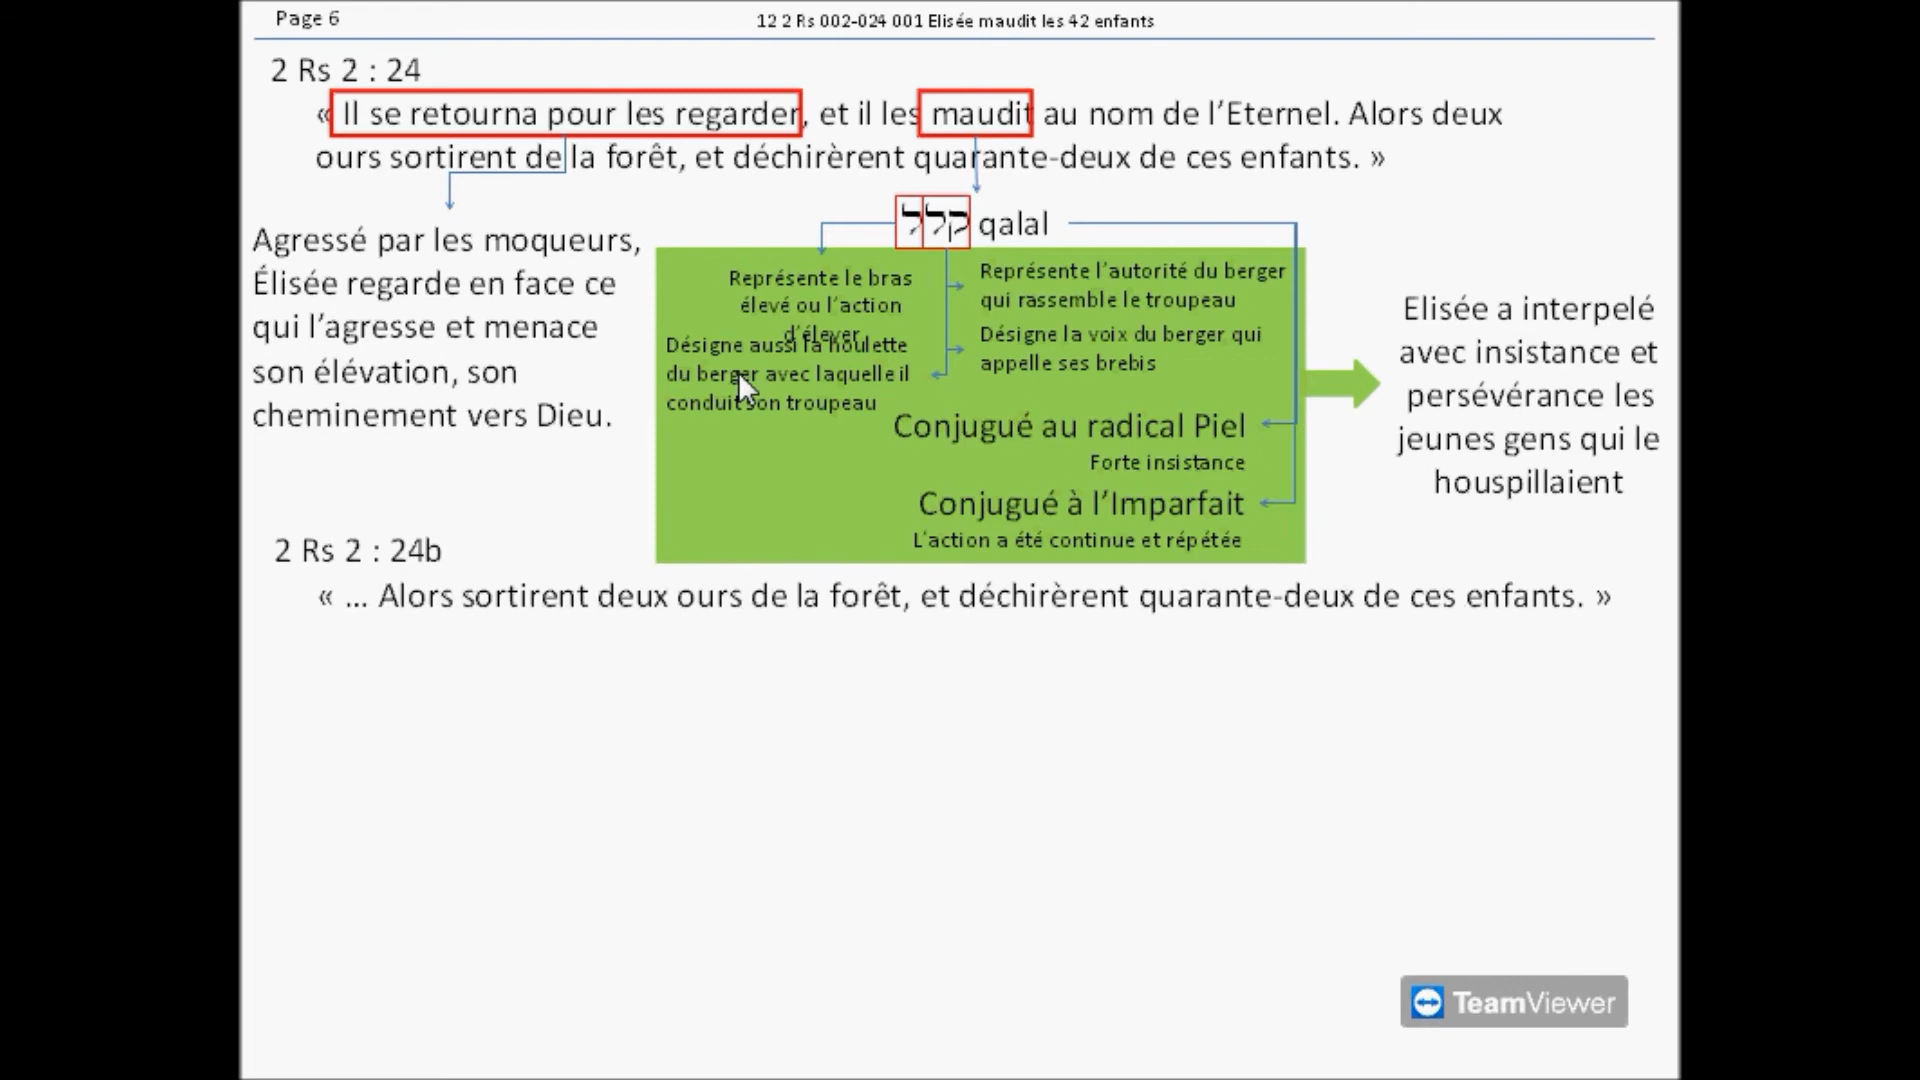 Page 6
12 2 Rs 002-024 001 Elisée maudit les 42 enfants
2 Rs 2 : 24
« Il se retourna pour les regarder, et il les maudit au nom de l’Eternel. Alors deux
ours sortirent de la forêt, et déchirèrent quarante-deux de ces enfants. »
קלל qalal
Agressé par les moqueurs,
Élisée regarde en face ce
qui l’agresse et menace
son élévation, son
cheminement vers Dieu.
Représente le bras
élevé ou l’action
d’élever
Désigne aussi la houlette
du berger avec laquelle il
conduit son troupeau
Représente l’autorité du berger
qui rassemble le troupeau
Désigne la voix du berger qui
appelle ses brebis
Conjugué au radical Piel
Forte insistance
Conjugué à l’Imparfait
L’action a été continue et répétée
Elisée a interpelé
avec insistance et
persévérance les
jeunes gens qui le
houspillaient
2 Rs 2 : 24b
« ... Alors sortirent deux ours de la forêt, et déchirèrent quarante-deux de ces enfants. »
TeamViewer